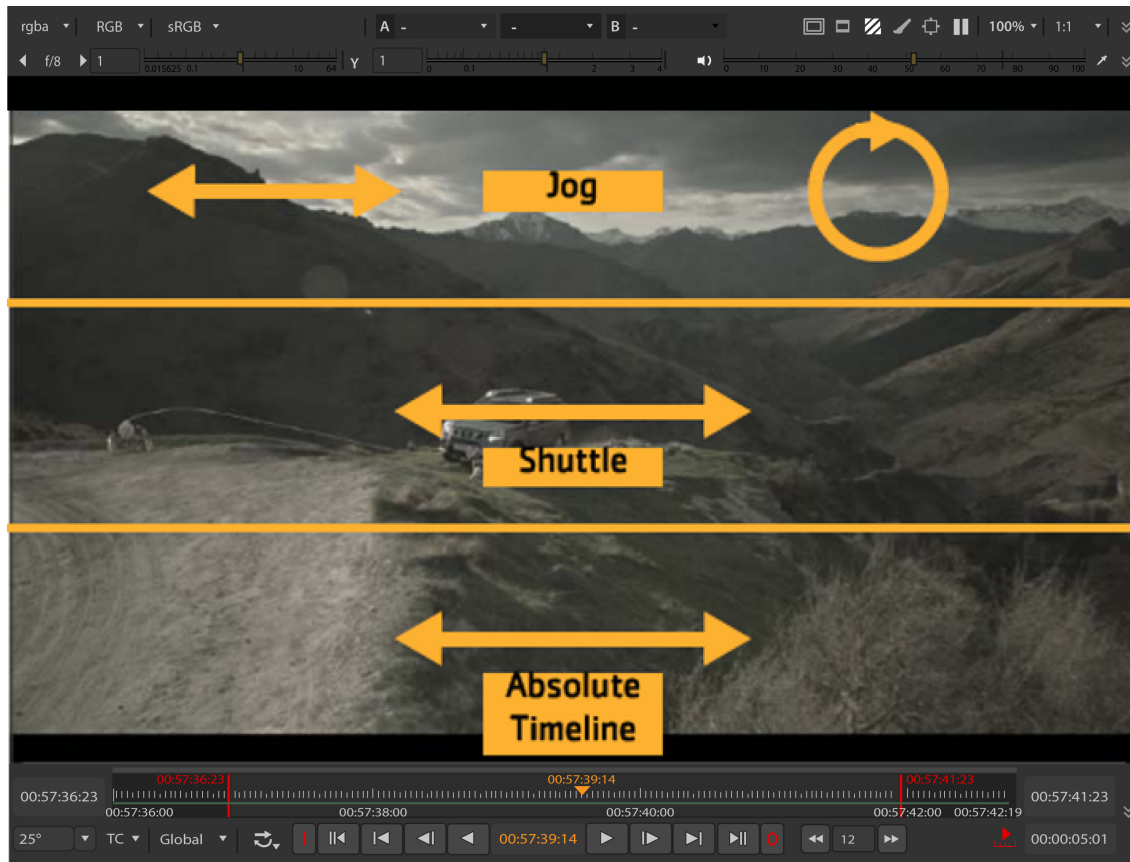 rgba RGB sRGB A - - B - 100% 1:1
f/8 1 0.015625 0.1 10 64 Y 1 0 0.1 2 3 4 0 10 20 30 40 50 60 70 80 90 100
Jog
Shuttle
Absolute
Timeline
00:57:36:23 00:57:39:14 00:57:41:23
00:57:36:23 00:57:41:23
00:57:36:00 00:57:38:00 00:57:40:00 00:57:42:00 00:57:42:19
25° TC Global I 00:57:39:14 O 12 00:00:05:01